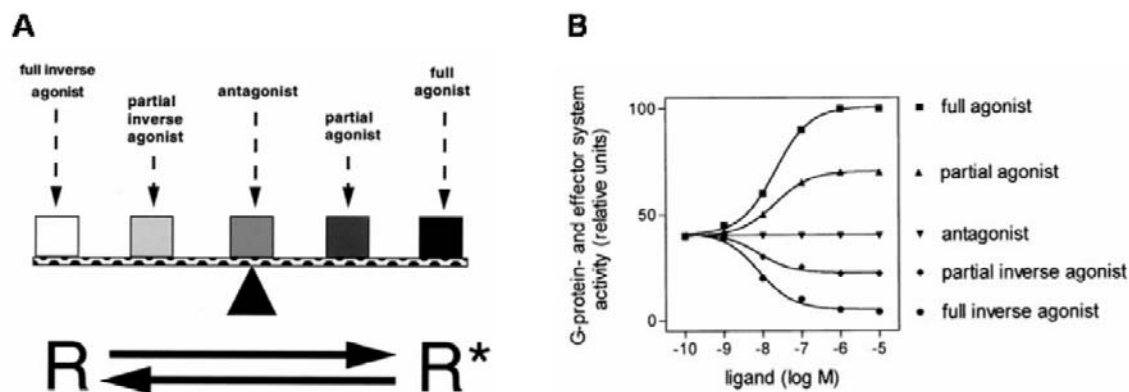 A
full inverse
agonist
partial
inverse
agonist
antagonist
partial
agonist
full
agonist
R
R*
B
G-protein- and effector system
activity (relative units)
100
50
0
-10 -9 -8 -7 -6 -5
ligand (log M)
full agonist
partial agonist
antagonist
partial inverse agonist
full inverse agonist